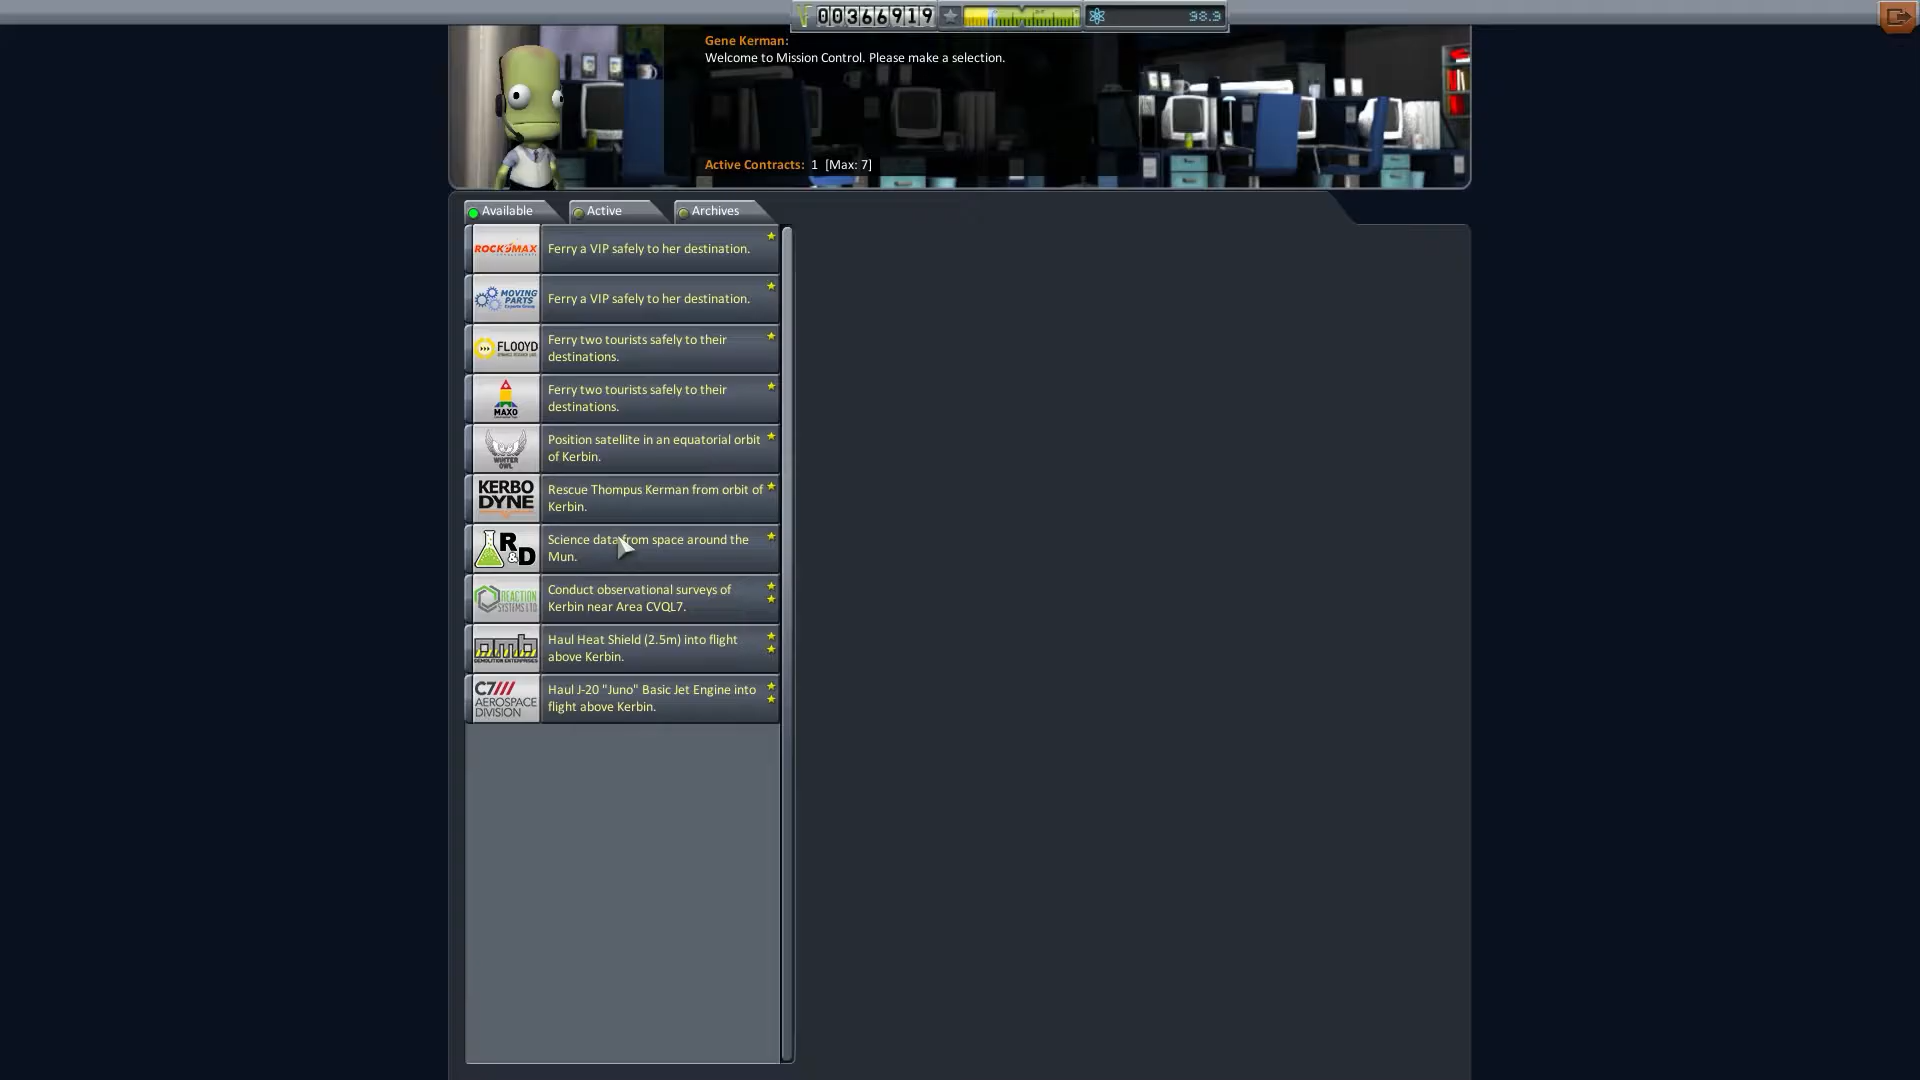 00366919
38.3
Gene Kerman:
Welcome to Mission Control. Please make a selection.
Active Contracts: 1 [Max: 7]
Available
Active
Archives
ROCKOMAX
Ferry a VIP safely to her destination.
MOVING
PARTS
Ferry a VIP safely to her destination.
FLOOYD
Ferry two tourists safely to their
destinations.
MAXO
Ferry two tourists safely to their
destinations.
WINTER
OWL
Position satellite in an equatorial orbit
of Kerbin.
KERBO
DYNE
Rescue Thompus Kerman from orbit of
Kerbin.
R&D
Science data from space around the
Mun.
REACTION
SYSTEMS LTD
Conduct observational surveys of
Kerbin near Area CVQL7.
DEMOLITION ENTERPRISES
Haul Heat Shield (2.5m) into flight
above Kerbin.
C7///
AEROSPACE
DIVISION
Haul J-20 "Juno" Basic Jet Engine into
flight above Kerbin.